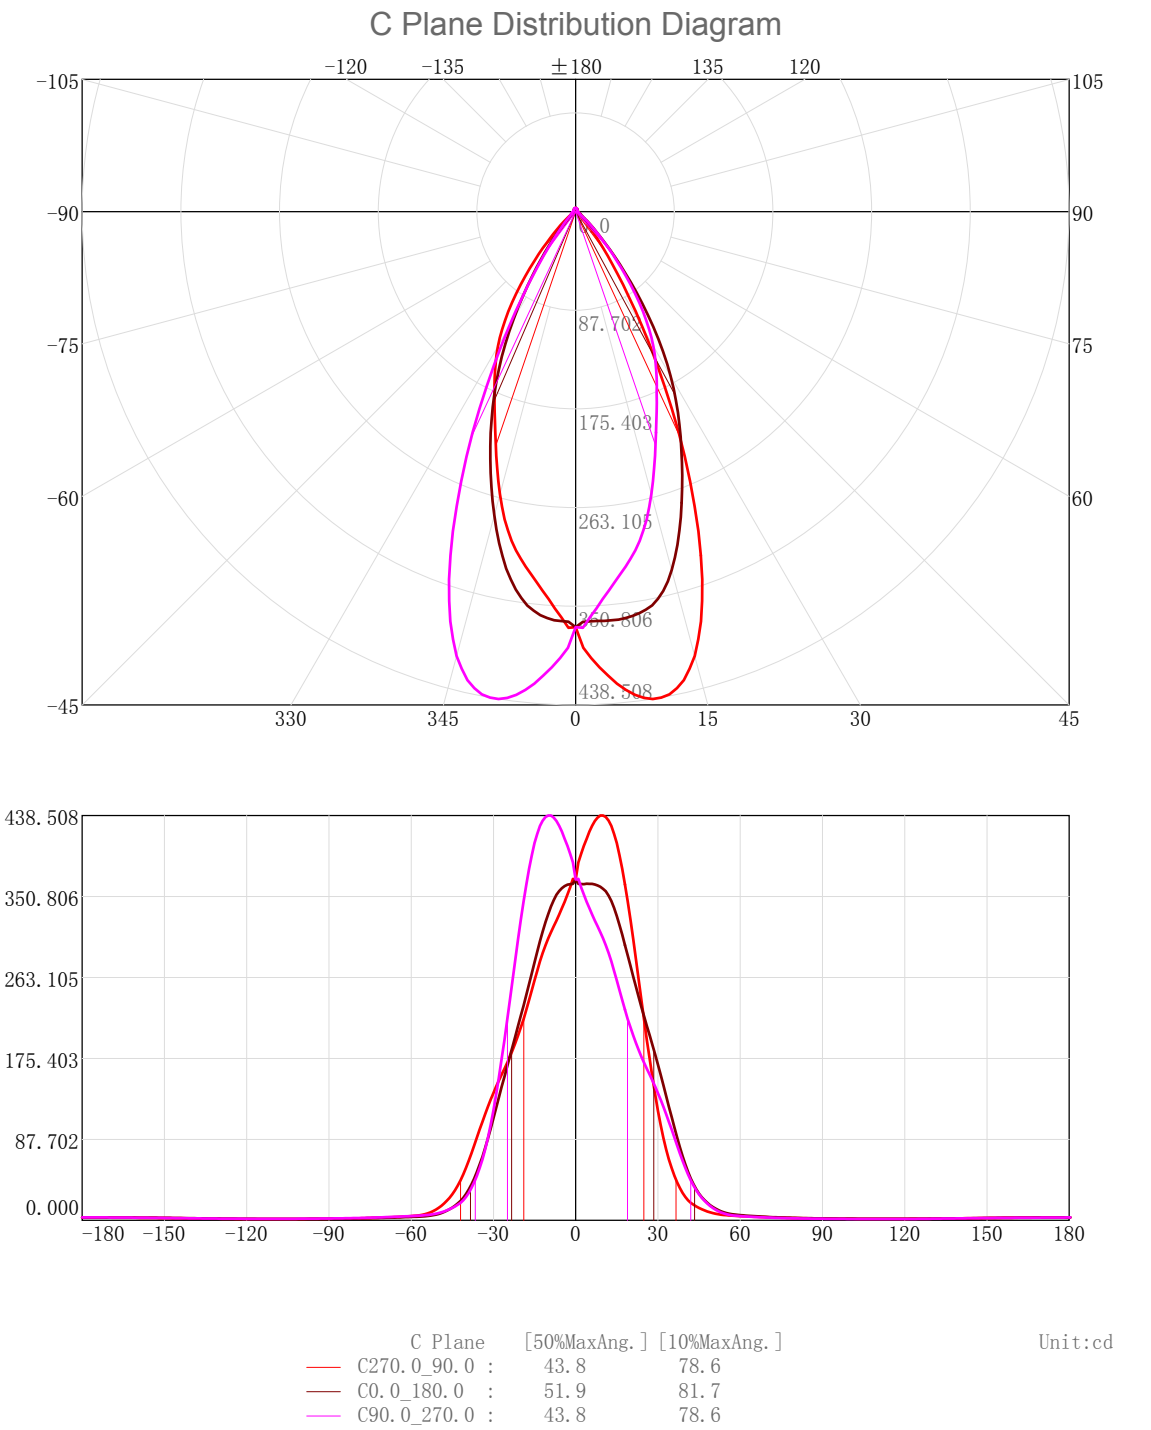 C Plane Distribution Diagram
-120 -135 ±180 135 120
-105 105
-90 90
0
87.702
-75 75
175.403
-60 60
263.105
350.806
438.508
-45
330 345 0 15 30 45
438.508
350.806
263.105
175.403
87.702
0.000
-180 -150 -120 -90 -60 -30 0 30 60 90 120 150 180
C Plane [50%MaxAng.] [10%MaxAng.] Unit:cd
C270.0_90.0 : 43.8 78.6
C0.0_180.0 : 51.9 81.7
C90.0_270.0 : 43.8 78.6